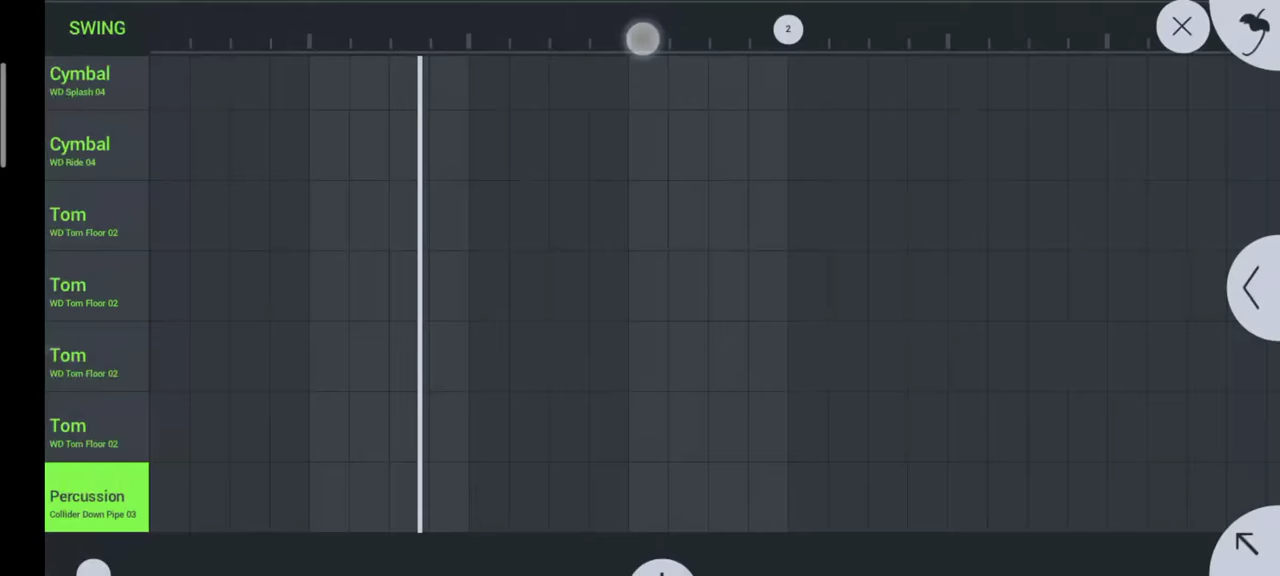 SWING
2
Cymbal
WD Splash 04
Cymbal
WD Ride 04
Tom
WD Tom Floor 02
Tom
WD Tom Floor 02
Tom
WD Tom Floor 02
Tom
WD Tom Floor 02
Percussion
Collider Down Pipe 03